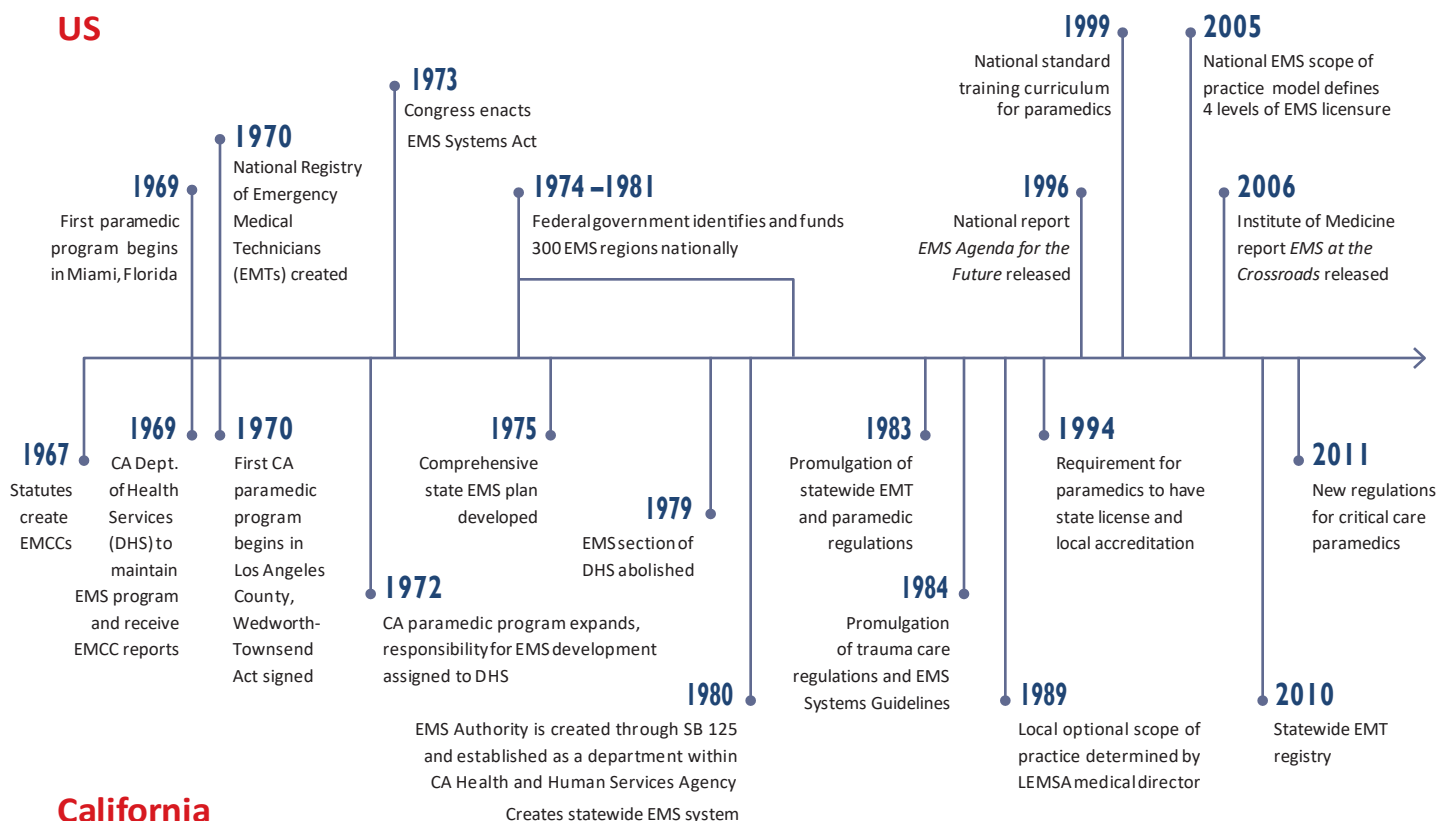 US
1969
First paramedic
program begins
in Miami, Florida
1970
National Registry
of Emergency
Medical
Technicians
(EMTs) created
1973
Congress enacts
EMS Systems Act
1974 –1981
Federal government identifies and funds
300 EMS regions nationally
1996
National report
EMS Agenda for the
Future released
1999
National standard
training curriculum
for paramedics
2005
National EMS scope of
practice model defines
4 levels of EMS licensure
2006
Institute of Medicine
report EMS at the
Crossroads released
1967
Statutes
create
EMCCs
1969
CA Dept.
of Health
Services
(DHS) to
maintain
EMS program
and receive
EMCC reports
1970
First CA
paramedic
program
begins in
Los Angeles
County,
Wedworth-
Townsend
Act signed
1972
CA paramedic program expands,
responsibility for EMS development
assigned to DHS
1975
Comprehensive
state EMS plan
developed
1979
EMS section of
DHS abolished
1980
EMS Authority is created through SB 125
and established as a department within
CA Health and Human Services Agency
Creates statewide EMS system
1983
Promulgation of
statewide EMT
and paramedic
regulations
1984
Promulgation
of trauma care
regulations and EMS
Systems Guidelines
1989
Local optional scope of
practice determined by
LEMSA medical director
1994
Requirement for
paramedics to have
state license and
local accreditation
2010
Statewide EMT
registry
2011
New regulations
for critical care
paramedics
California